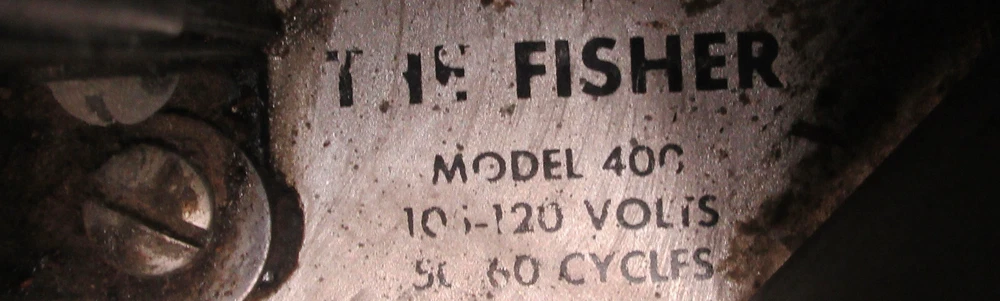 THE FISHER
MODEL 400
105-120 VOLTS
50 60 CYCLES